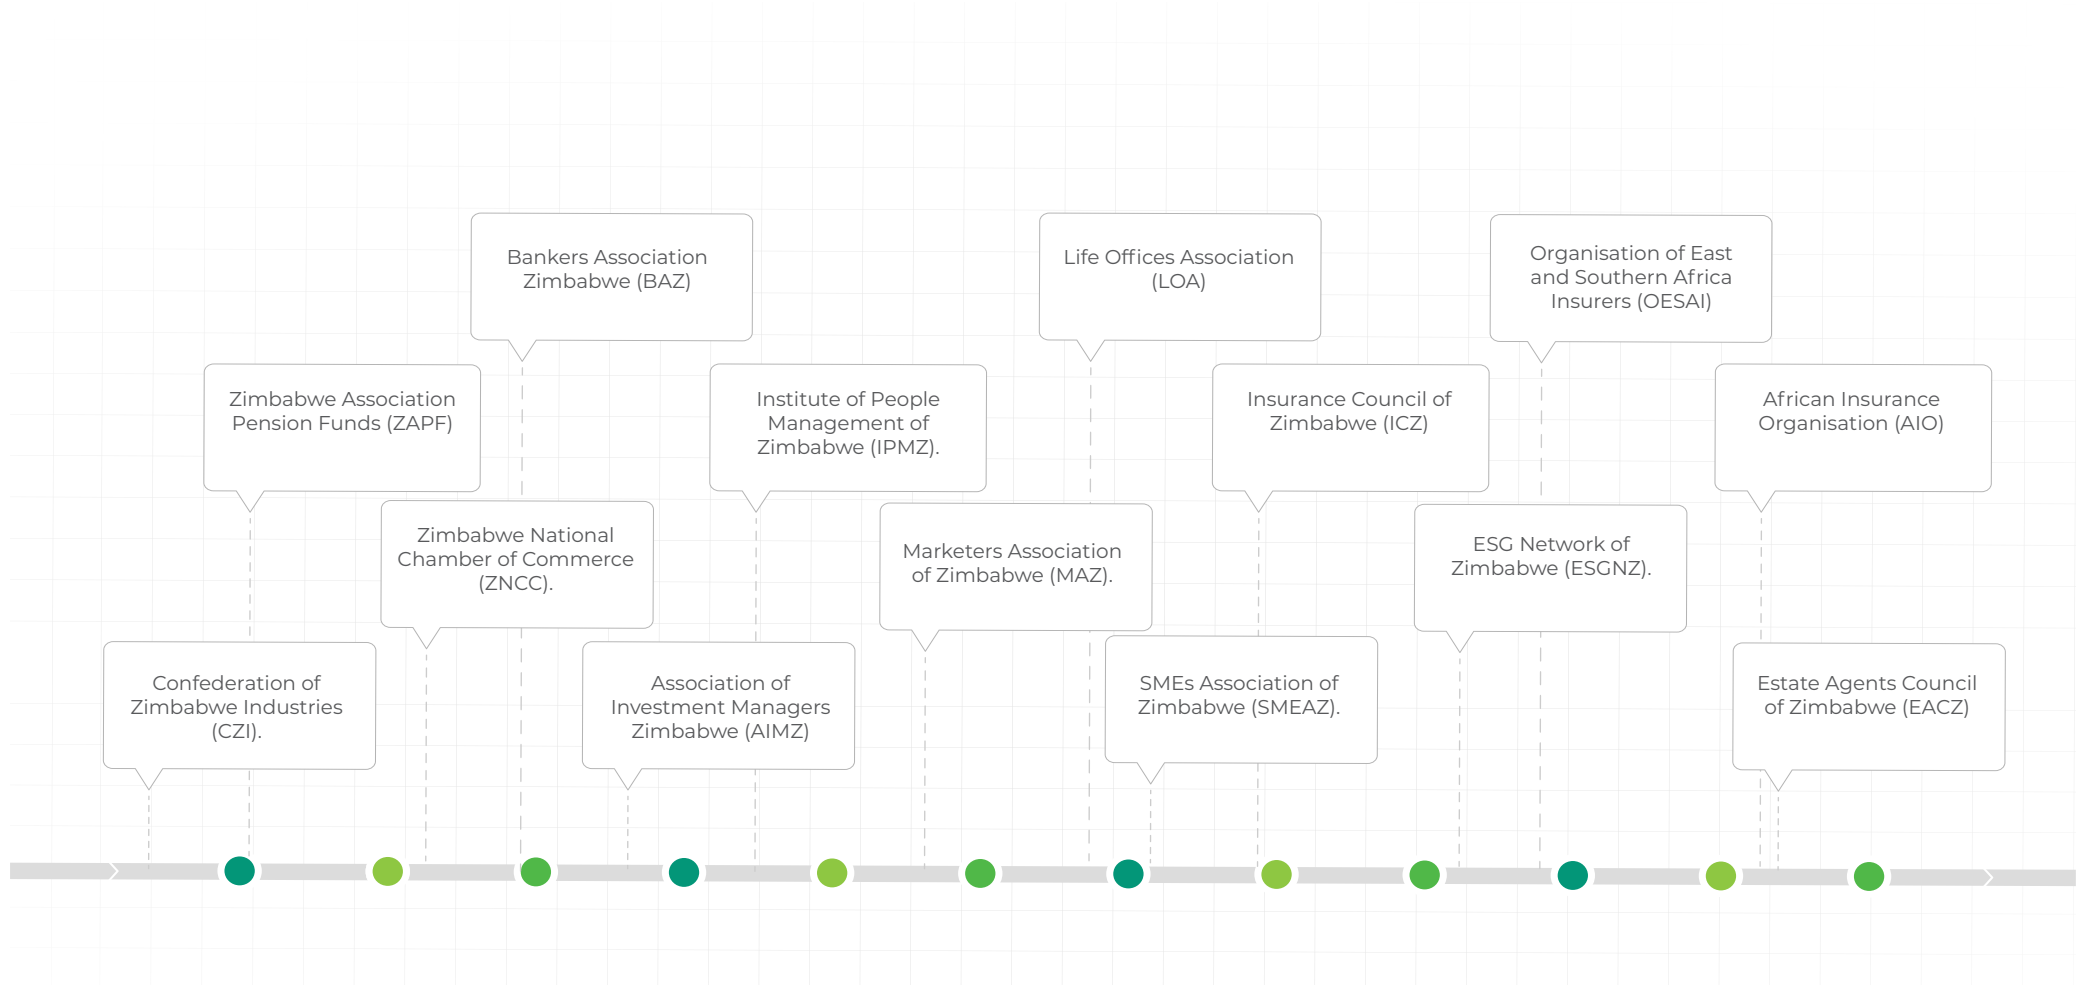 Bankers Association
Zimbabwe (BAZ)
Life Offices Association
(LOA)
Organisation of East
and Southern Africa
Insurers (OESAI)
Zimbabwe Association
Pension Funds (ZAPF)
Institute of People
Management of
Zimbabwe (IPMZ).
Insurance Council of
Zimbabwe (ICZ)
African Insurance
Organisation (AIO)
Zimbabwe National
Chamber of Commerce
(ZNCC).
Marketers Association
of Zimbabwe (MAZ).
ESG Network of
Zimbabwe (ESGNZ).
Confederation of
Zimbabwe Industries
(CZI).
Association of
Investment Managers
Zimbabwe (AIMZ)
SMEs Association of
Zimbabwe (SMEAZ).
Estate Agents Council
of Zimbabwe (EACZ)